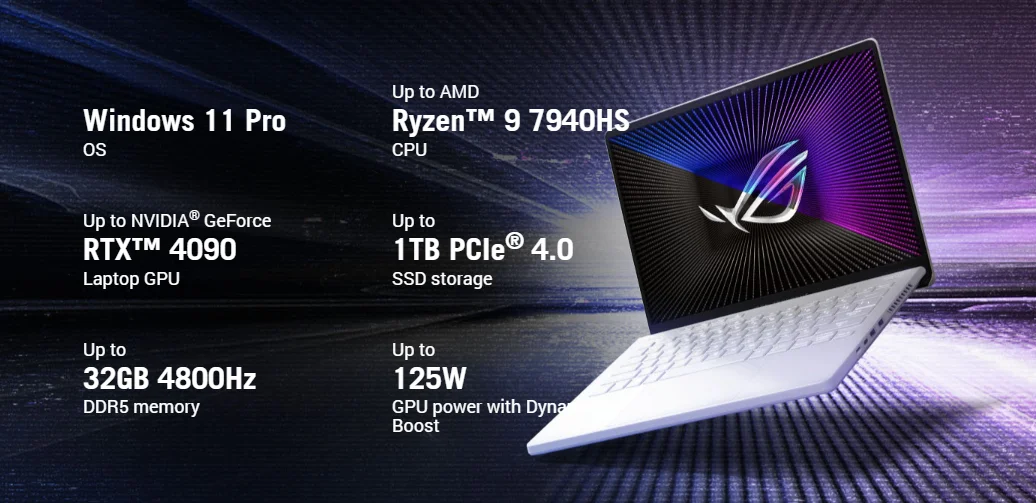 Windows 11 Pro
OS
Up to AMD
Ryzen™ 9 7940HS
CPU
Up to NVIDIA® GeForce
RTX™ 4090
Laptop GPU
Up to
1TB PCIe® 4.0
SSD storage
Up to
32GB 4800Hz
DDR5 memory
Up to
125W
GPU power with
Boost